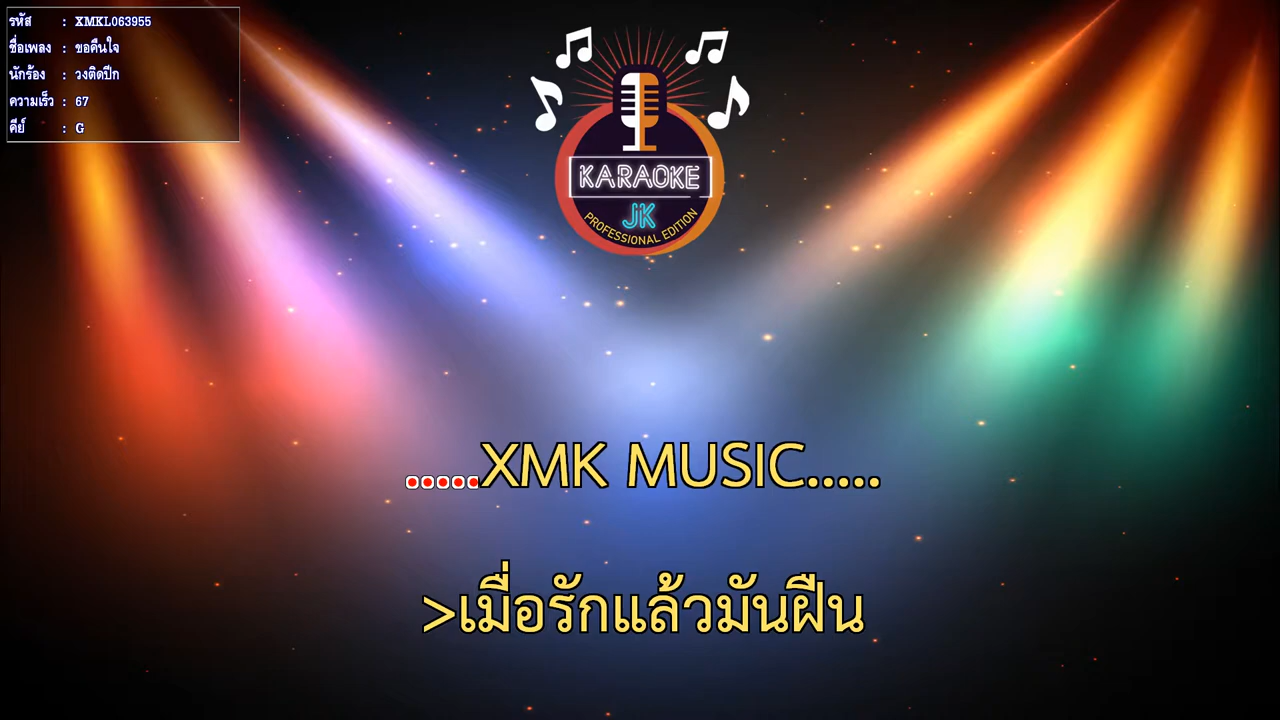 รหัส : XMKL063955
ชื่อเพลง : ขอคืนใจ
นักร้อง : วงติดปีก
ความเร็ว : 67
คีย์ : G
KARAOKE
JK
PROFESSIONAL EDITION
.....XMK MUSIC.....
>เมื่อรักแล้วมันฝืน